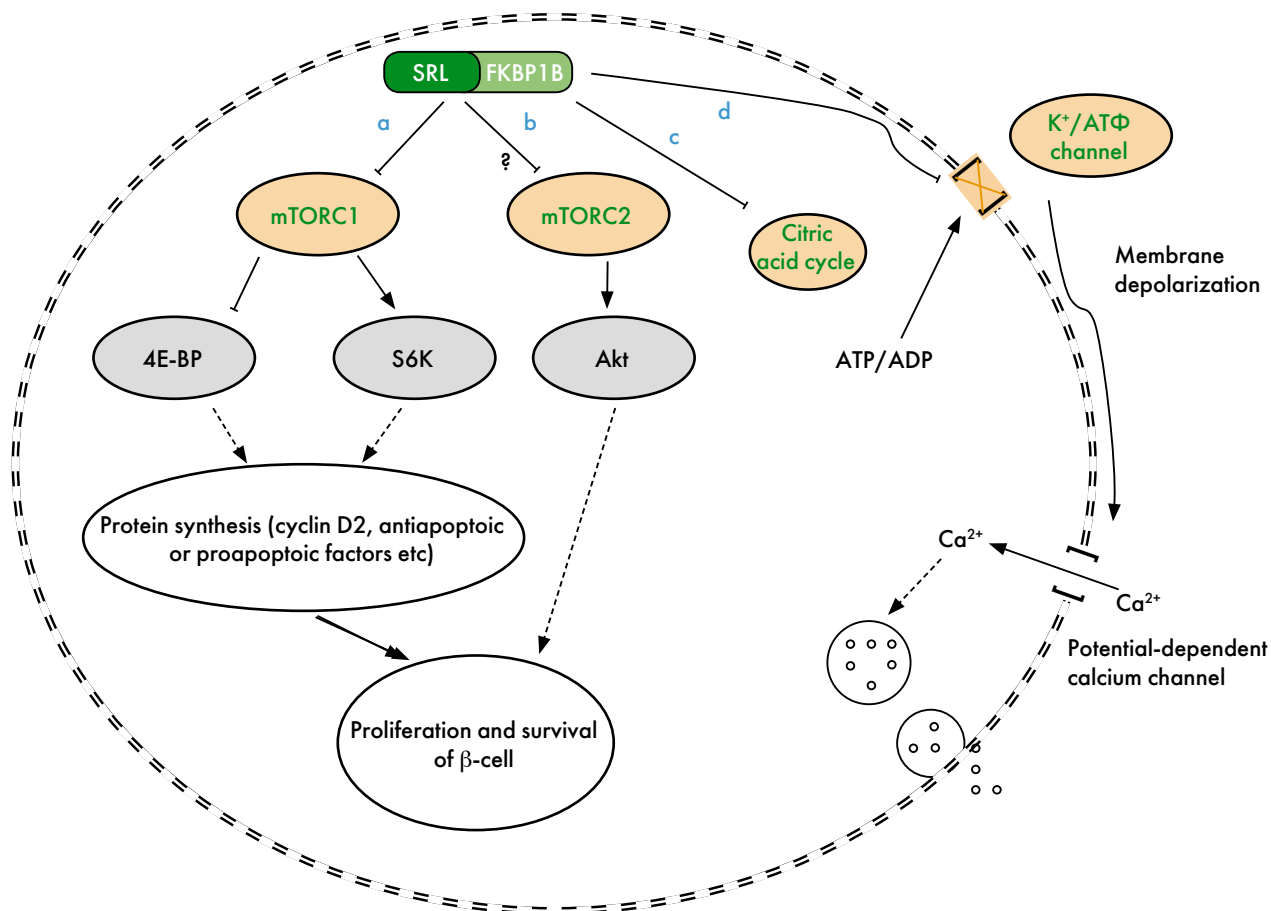 SRL
FKBP1B
a
b
c
d
?
K⁺/ATФ
channel
mTORC1
mTORC2
Citric
acid cycle
Membrane
depolarization
4E-BP
S6K
Akt
ATP/ADP
Protein synthesis (cyclin D2, antiapoptoic
or proapoptoic factors etc)
Ca²⁺
Ca²⁺
Potential-dependent
calcium channel
Proliferation and survival
of β-cell